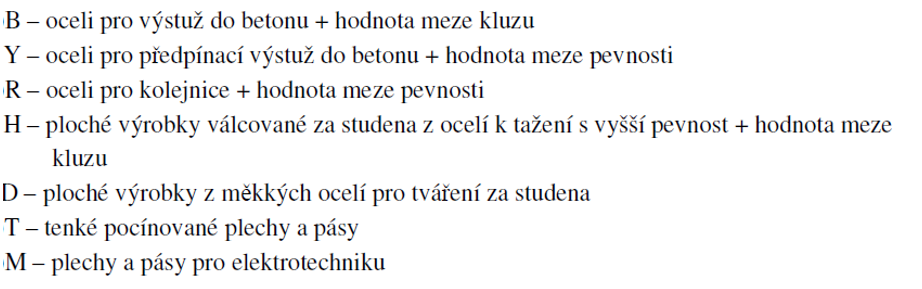 B – oceli pro výstuž do betonu + hodnota meze kluzu
Y – oceli pro předpínací výstuž do betonu + hodnota meze pevnosti
R – oceli pro kolejnice + hodnota meze pevnosti
H – ploché výrobky válcované za studena z ocelí k tažení s vyšší pevnost + hodnota meze
kluzu
D – ploché výrobky z měkkých ocelí pro tváření za studena
T – tenké pocínované plechy a pásy
M – plechy a pásy pro elektrotechniku